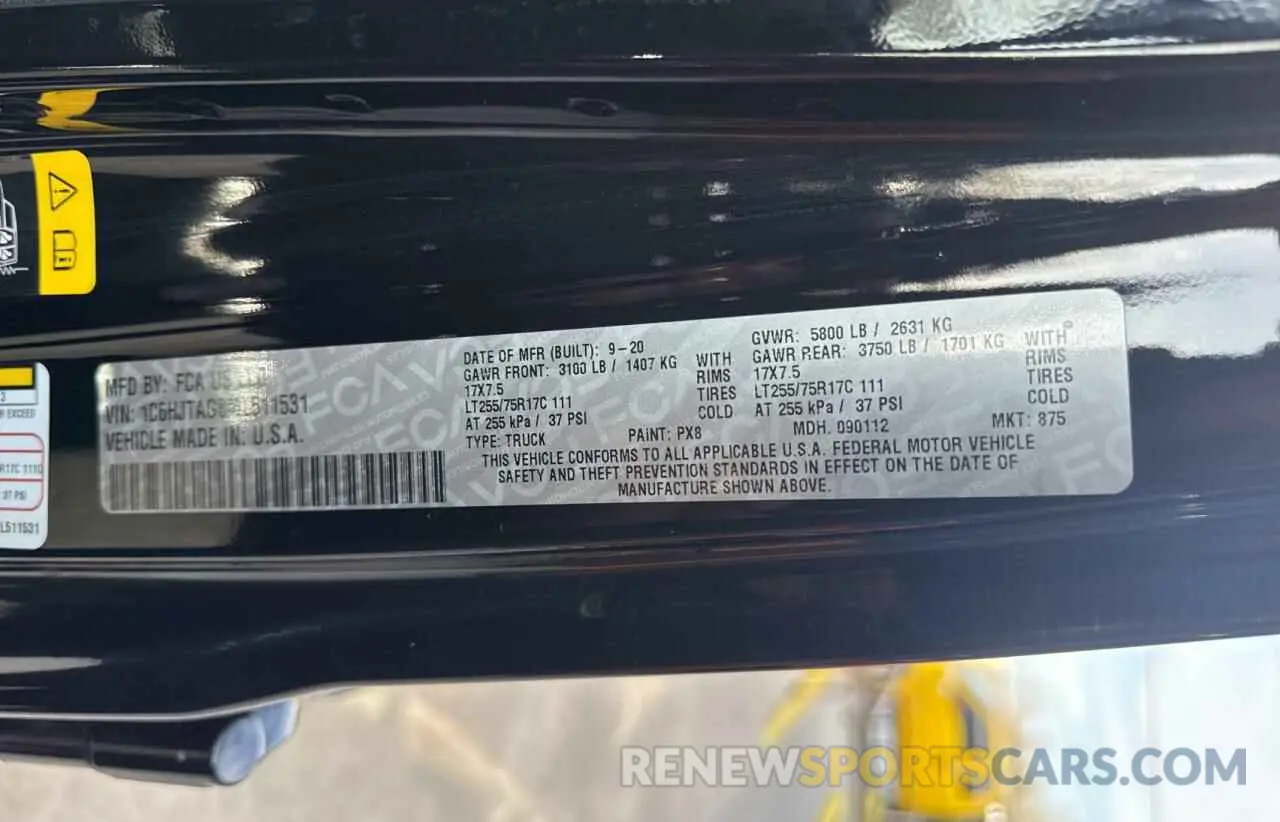 MFD BY: FCA US
VIN:
VEHICLE MADE IN: U.S.A.
DATE OF MFR (BUILT): 9-20
GAWR FRONT: 3100 LB / 1407 KG WITH
17X7.5 RIMS
LT255/75R17C 111 TIRES
AT 255 kPa / 37 PSI COLD
TYPE: TRUCK PAINT: PX8
GVWR: 5800 LB / 2631 KG
GAWR REAR: 3750 LB / 1701 KG WITH
17X7.5 RIMS
LT255/75R17C 111 TIRES
AT 255 kPa / 37 PSI COLD
MDH: 090112 MKT: 875
THIS VEHICLE CONFORMS TO ALL APPLICABLE U.S.A. FEDERAL MOTOR VEHICLE
SAFETY AND THEFT PREVENTION STANDARDS IN EFFECT ON THE DATE OF
MANUFACTURE SHOWN ABOVE.
EXCEED
37 PSI
L511531
RENEWSPORTSCARS.COM